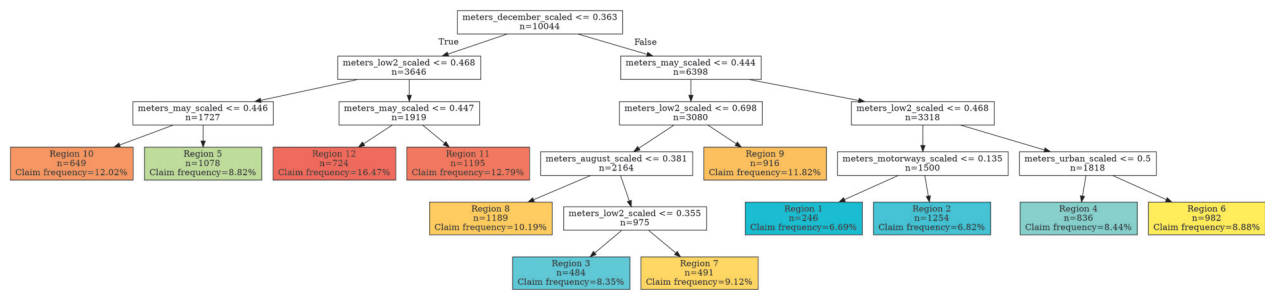 meters_december_scaled <= 0.363
n=10044
True
False
meters_low2_scaled <= 0.468
n=3646
meters_may_scaled <= 0.444
n=6398
meters_may_scaled <= 0.446
n=1727
meters_may_scaled <= 0.447
n=1919
meters_low2_scaled <= 0.698
n=3080
meters_low2_scaled <= 0.468
n=3318
Region 10
n=649
Claim frequency=12.02%
Region 5
n=1078
Claim frequency=8.82%
Region 12
n=724
Claim frequency=16.47%
Region 11
n=1195
Claim frequency=12.79%
meters_august_scaled <= 0.381
n=2164
Region 9
n=916
Claim frequency=11.82%
meters_motorways_scaled <= 0.135
n=1500
meters_urban_scaled <= 0.5
n=1818
Region 8
n=1189
Claim frequency=10.19%
meters_low2_scaled <= 0.355
n=975
Region 1
n=246
Claim frequency=6.69%
Region 2
n=1254
Claim frequency=6.82%
Region 4
n=836
Claim frequency=8.44%
Region 6
n=982
Claim frequency=8.88%
Region 3
n=484
Claim frequency=8.35%
Region 7
n=491
Claim frequency=9.12%